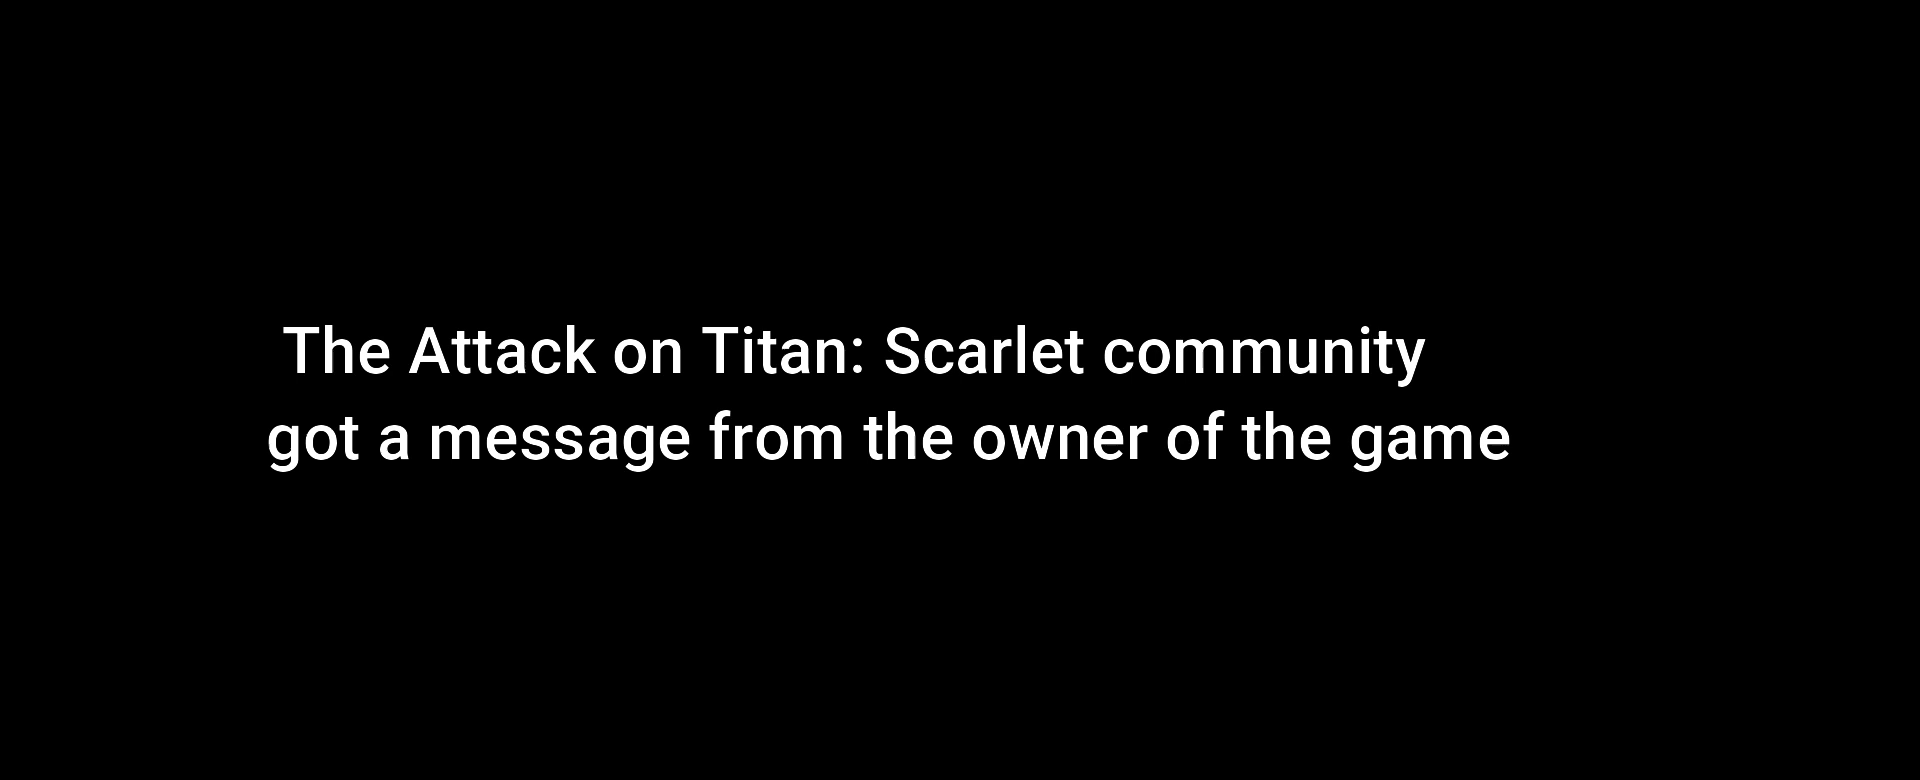 The Attack on Titan: Scarlet community
got a message from the owner of the game